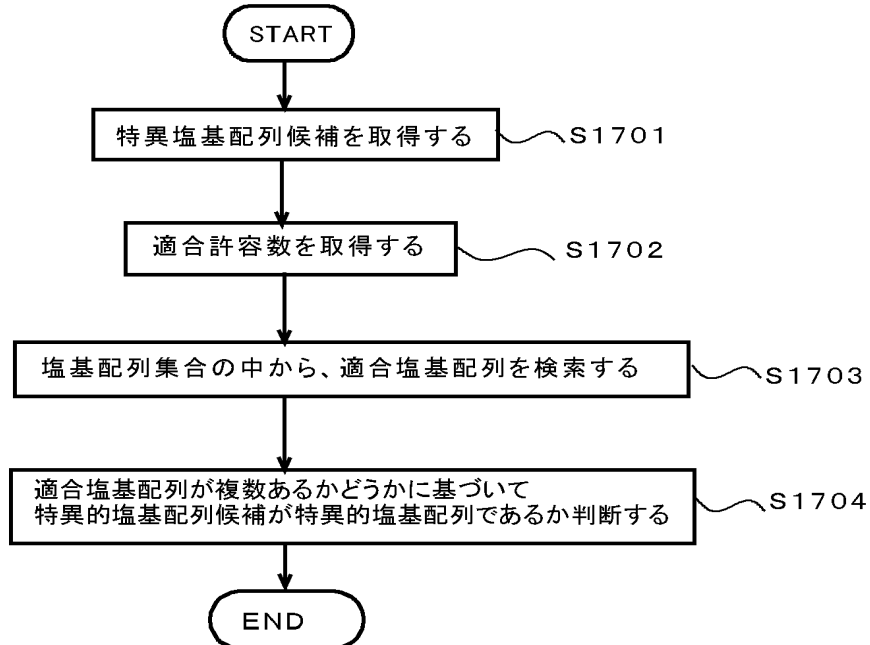 START
特異塩基配列候補を取得する
S1701
適合許容数を取得する
S1702
塩基配列集合の中から、適合塩基配列を検索する
S1703
適合塩基配列が複数あるかどうかに基づいて
特異的塩基配列候補が特異的塩基配列であるか判断する
S1704
END